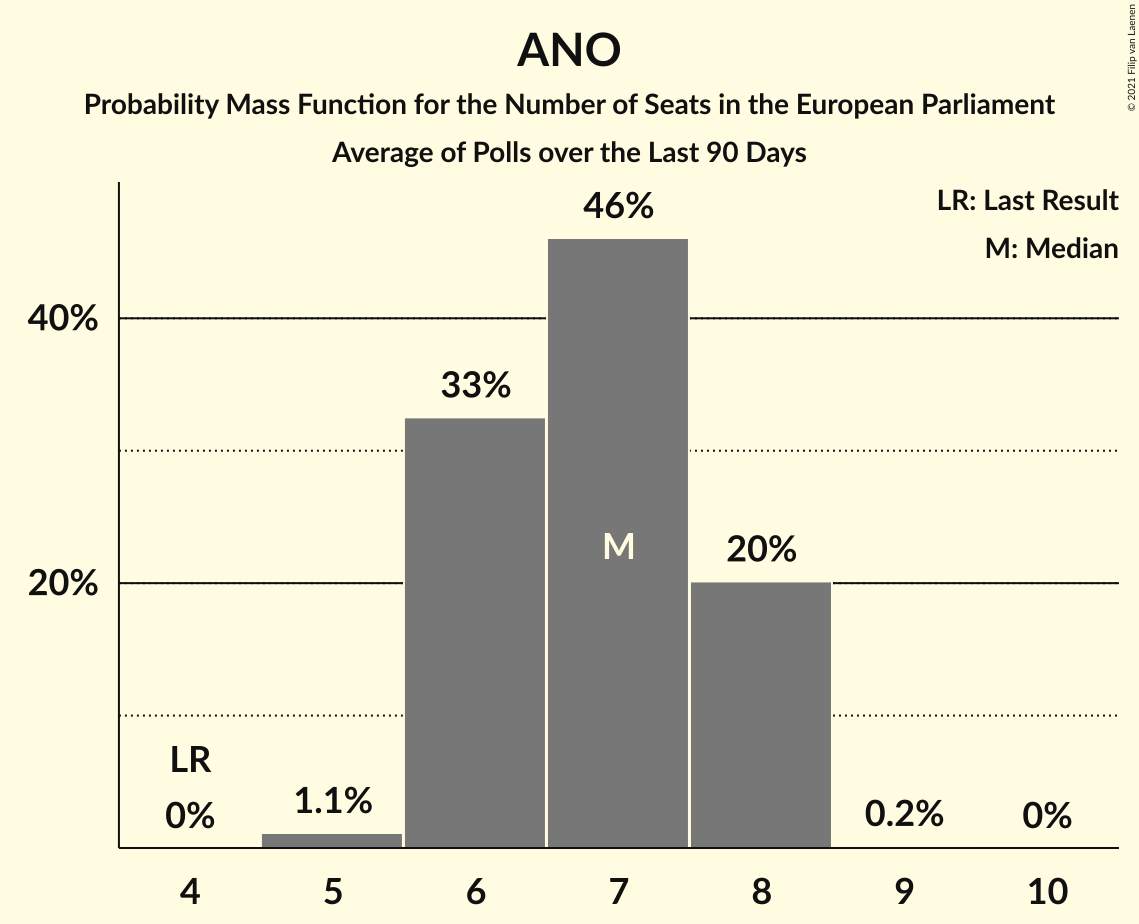 ANO
Probability Mass Function for the Number of Seats in the European Parliament
Average of Polls over the Last 90 Days
© 2021 Filip van Laenen
LR: Last Result
M: Median
46%
40%
33%
M
20%
20%
LR
0%
1.1%
0.2%
0%
4 5 6 7 8 9 10